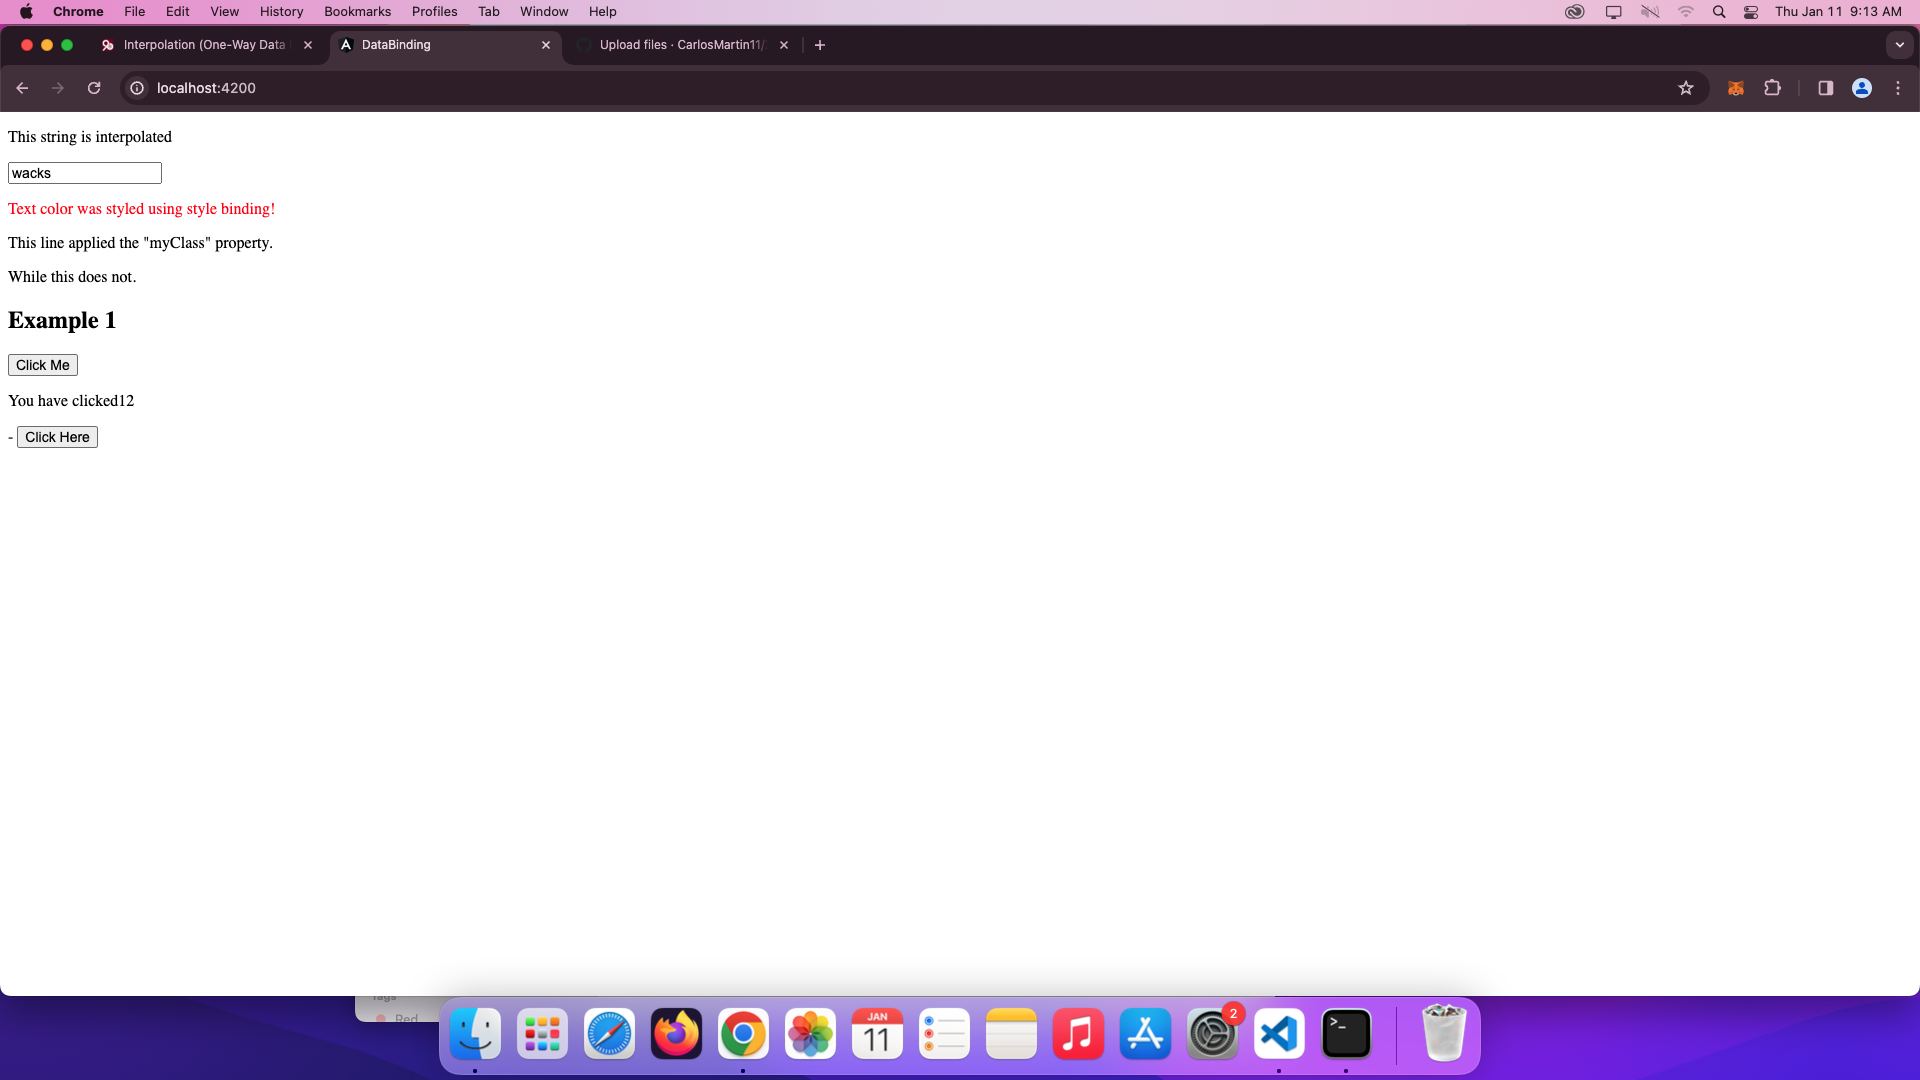 Chrome File Edit View History Bookmarks Profiles Tab Window Help Thu Jan 11 9:13 AM
Interpolation (One-Way Data DataBinding Upload files · CarlosMartin11/
localhost:4200
This string is interpolated
wacks
Text color was styled using style binding!
This line applied the "myClass" property.
While this does not.
Example 1
Click Me
You have clicked12
- Click Here
Tags
Red
JAN
11
2
>_